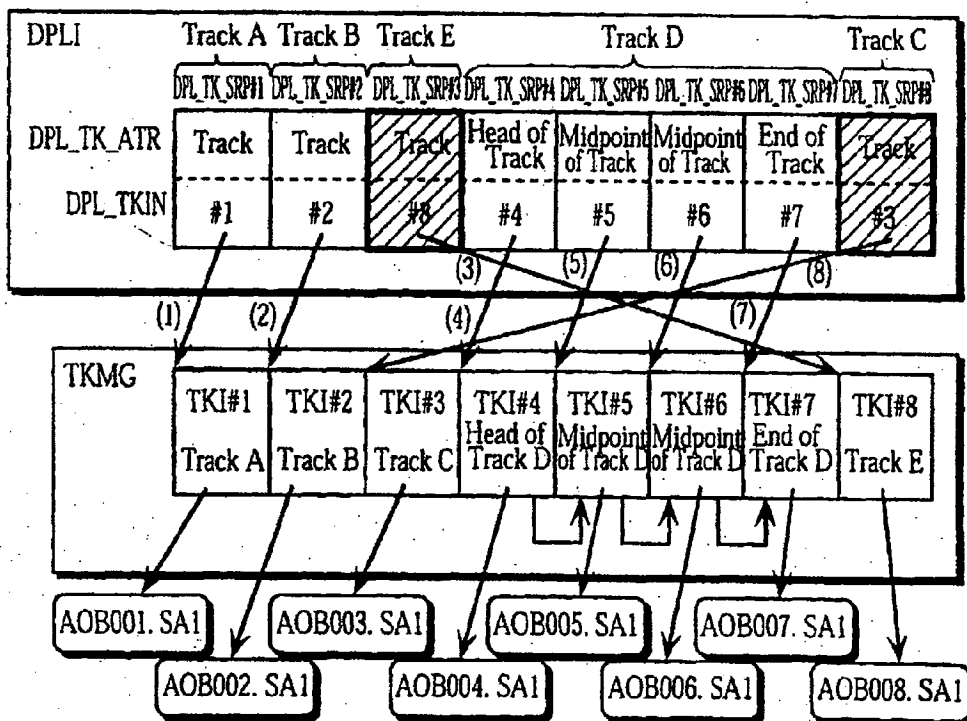 DPLI
Track A Track B Track E Track D Track C
DPL_TK_SRP#1 DPL_TK_SRP#2 DPL_TK_SRP#3 DPL_TK_SRP#4 DPL_TK_SRP#5 DPL_TK_SRP#6 DPL_TK_SRP#7 DPL_TK_SRP#8
DPL_TK_ATR
Track Track Track Head of Midpoint Midpoint End of Track
Track of Track of Track Track
DPL_TKIN
#1 #2 #8 #4 #5 #6 #7 #3
(3) (5) (6) (8)
(1) (2) (4) (7)
TKMG
TKI#1 TKI#2 TKI#3 TKI#4 TKI#5 TKI#6 TKI#7 TKI#8
Head of Midpoint Midpoint End of
Track A Track B Track C Track D of Track D of Track D Track D Track E
AOB001. SA1 AOB003. SA1 AOB005. SA1 AOB007. SA1
AOB002. SA1 AOB004. SA1 AOB006. SA1 AOB008. SA1